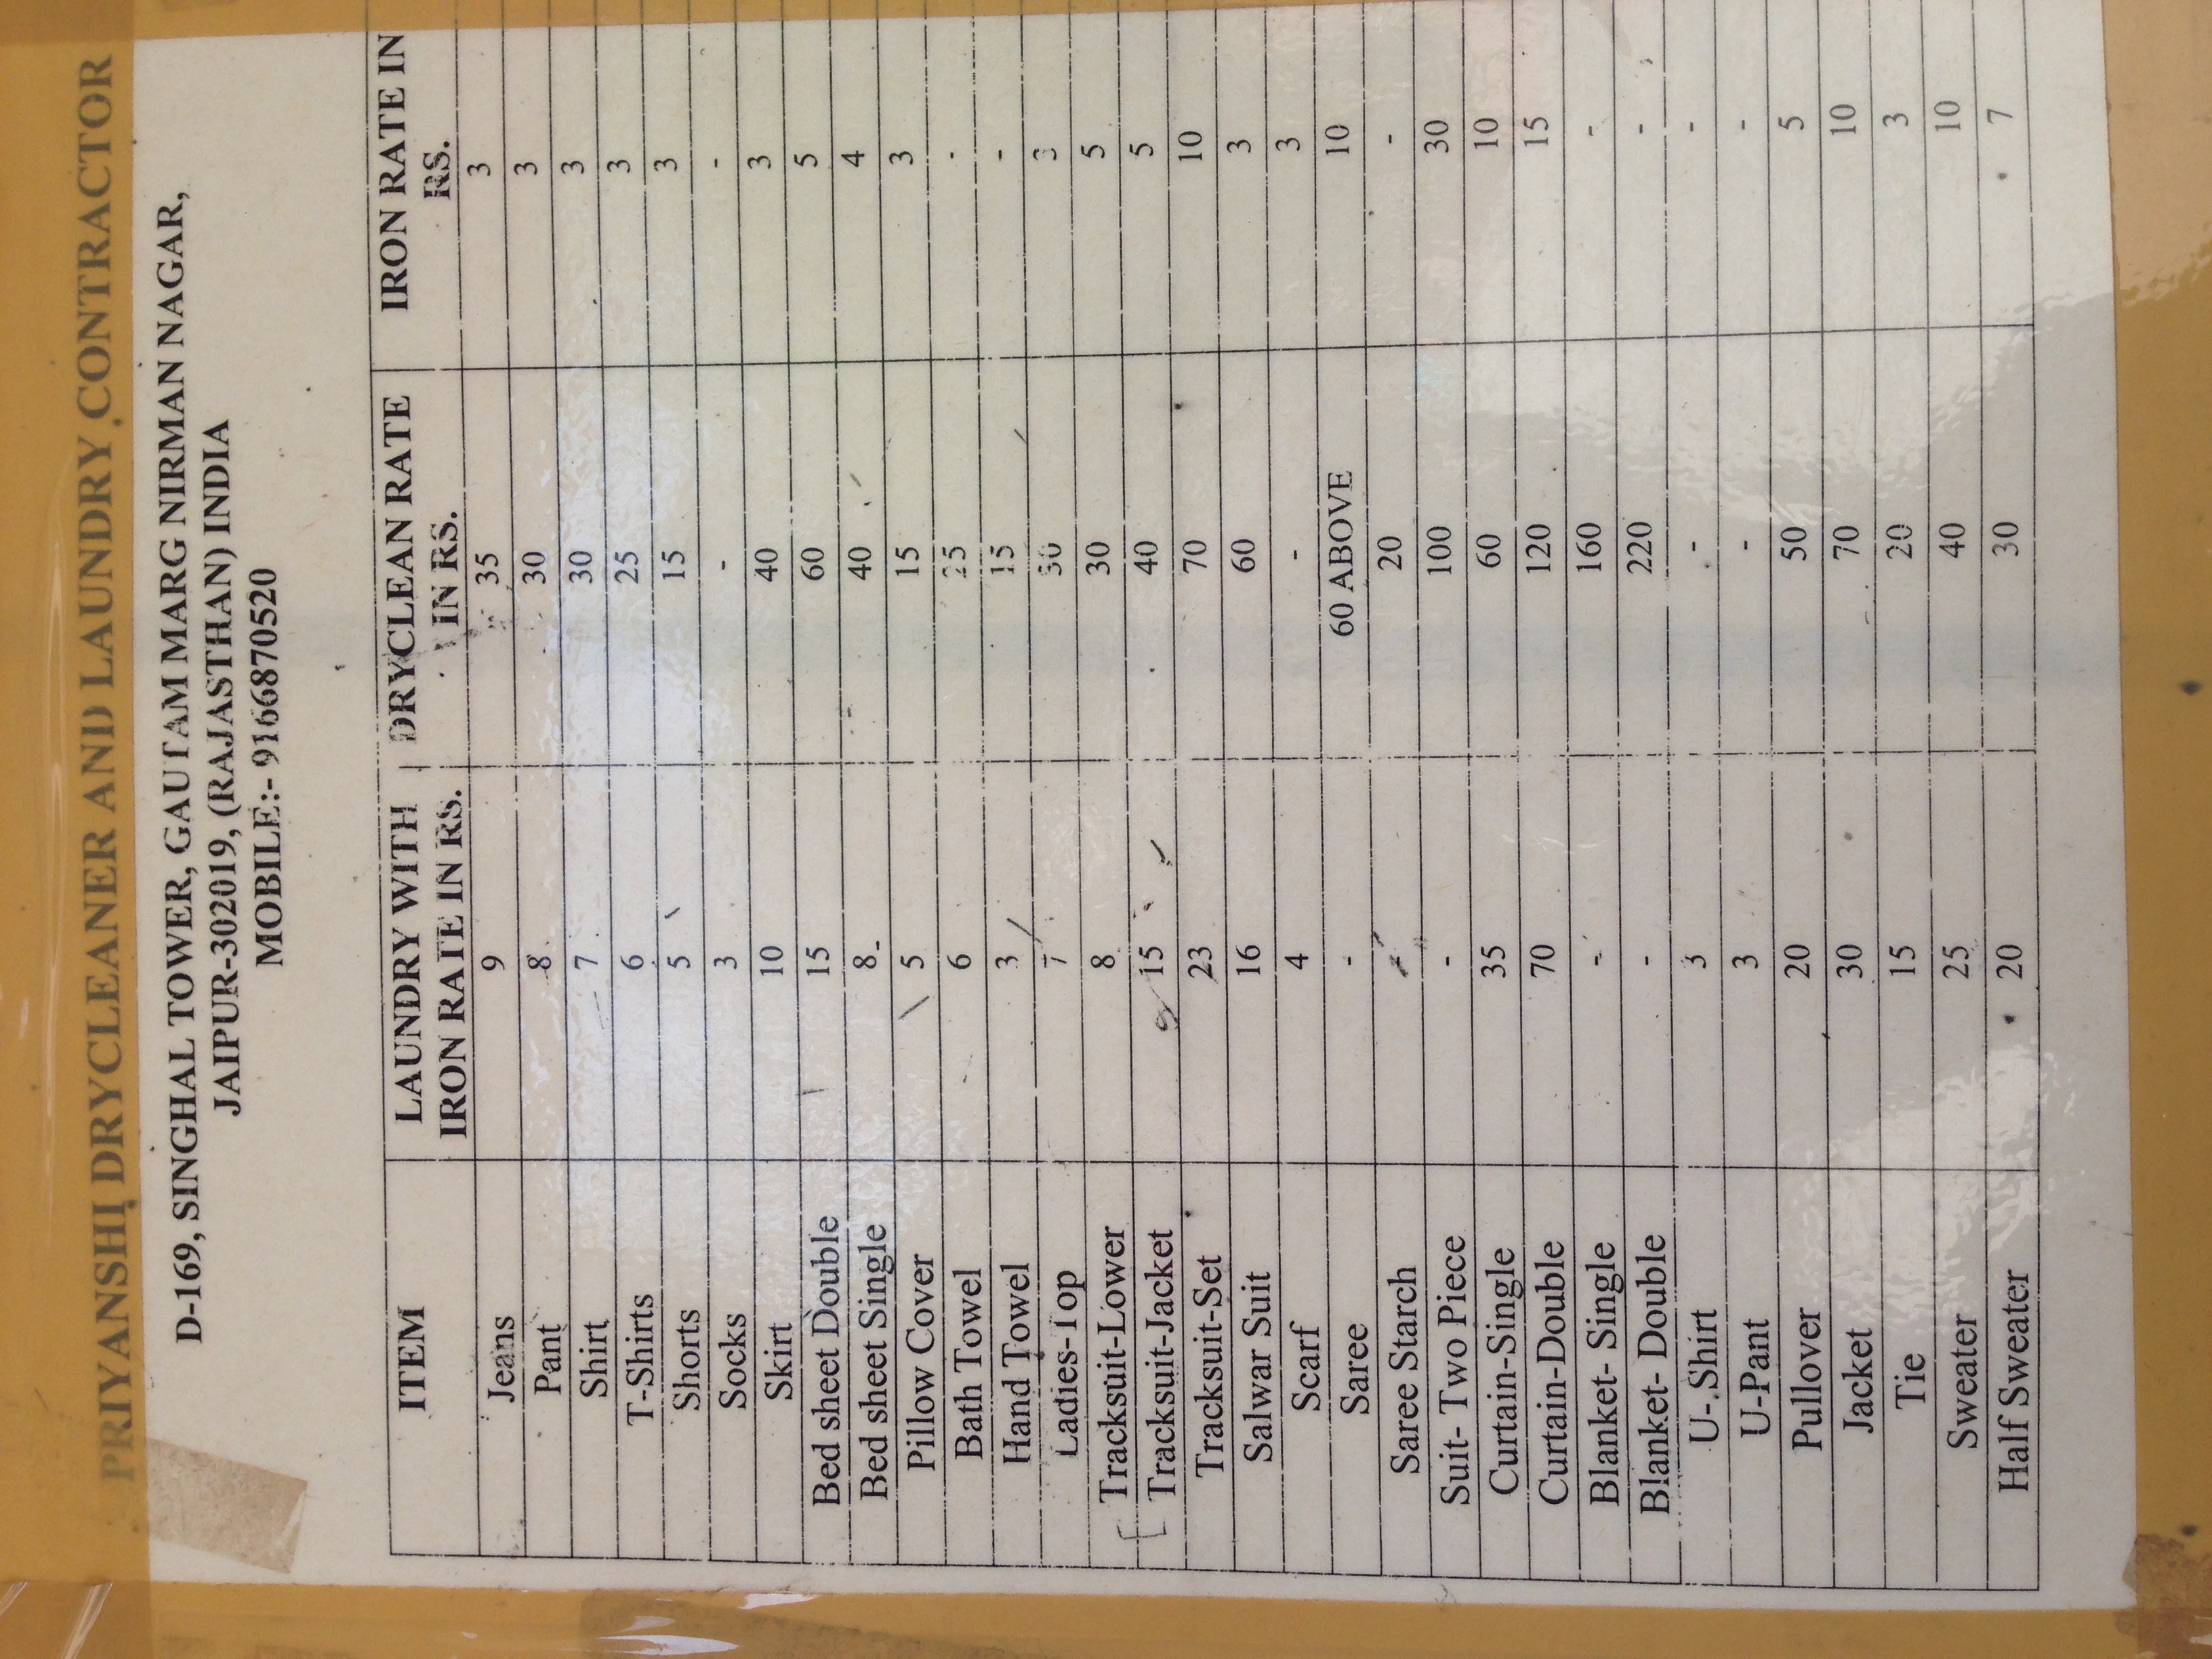 PRIYANSHI DRYCLEANER AND LAUNDRY CONTRACTOR
D-169, SINGHAL TOWER, GAUTAM MARG NIRMAN NAGAR,
JAIPUR-302019, (RAJASTHAN) INDIA
MOBILE:- 9166870520
ITEM LAUNDRY WITH IRON RATE IN RS. DRYCLEAN RATE IN RS. IRON RATE IN RS.
Jeans 9 35 3
Pant 8 30 3
Shirt 7 30 3
T-Shirts 6 25 3
Shorts 5 15 3
Socks 3 - -
Skirt 10 40 3
Bed sheet Double 15 60 5
Bed sheet Single 8 40 4
Pillow Cover 5 15 3
Bath Towel 6 25 -
Hand Towel 3 15 -
Ladies-Top 7 30 3
Tracksuit-Lower 8 30 5
Tracksuit-Jacket 15 40 5
Tracksuit-Set 23 70 10
Salwar Suit 16 60 3
Scarf 4 - 3
Saree - 60 ABOVE 10
Saree Starch - 20 -
Suit- Two Piece - 100 30
Curtain-Single 35 60 10
Curtain-Double 70 120 15
Blanket- Single - 160 -
Blanket- Double - 220 -
U- Shirt 3 - -
U-Pant 3 - -
Pullover 20 50 5
Jacket 30 70 10
Tie 15 20 3
Sweater 25 40 10
Half Sweater 20 30 7